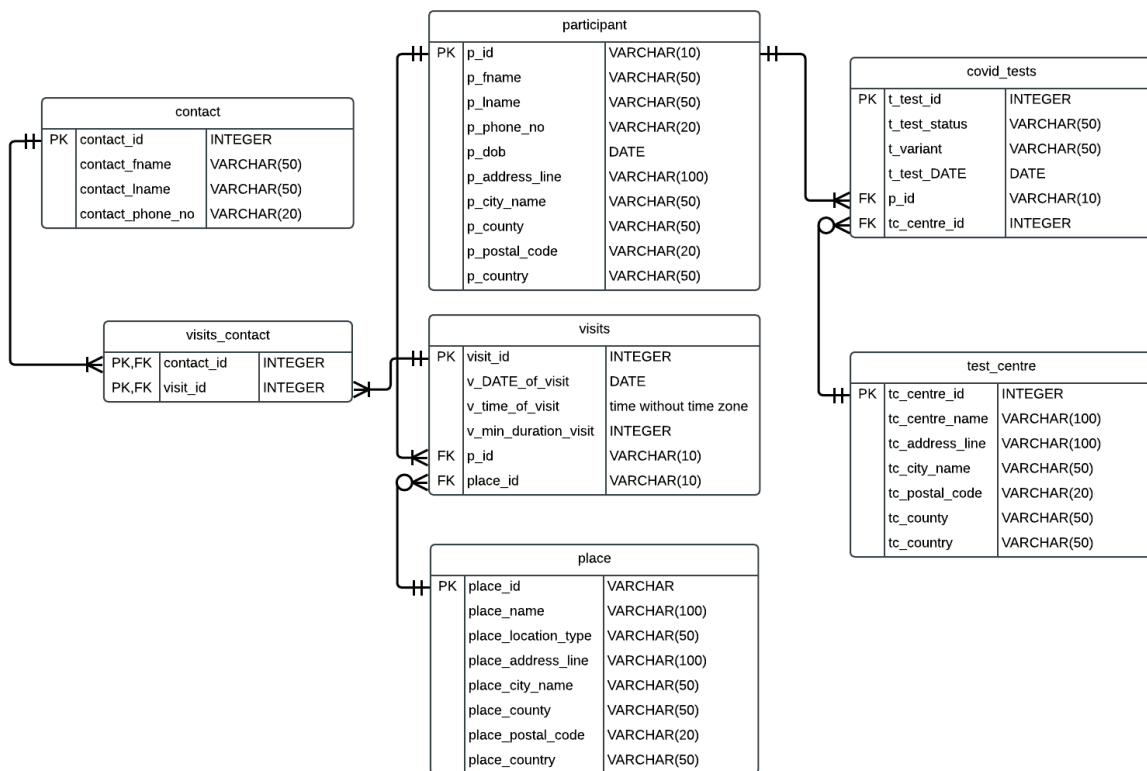 participant
PK p_id VARCHAR(10)
p_fname VARCHAR(50)
p_lname VARCHAR(50)
p_phone_no VARCHAR(20)
p_dob DATE
p_address_line VARCHAR(100)
p_city_name VARCHAR(50)
p_county VARCHAR(50)
p_postal_code VARCHAR(20)
p_country VARCHAR(50)
covid_tests
PK t_test_id INTEGER
t_test_status VARCHAR(50)
t_variant VARCHAR(50)
t_test_DATE DATE
FK p_id VARCHAR(10)
FK tc_centre_id INTEGER
contact
PK contact_id INTEGER
contact_fname VARCHAR(50)
contact_lname VARCHAR(50)
contact_phone_no VARCHAR(20)
visits_contact
PK,FK contact_id INTEGER
PK,FK visit_id INTEGER
visits
PK visit_id INTEGER
v_DATE_of_visit DATE
v_time_of_visit time without time zone
v_min_duration_visit INTEGER
FK p_id VARCHAR(10)
FK place_id VARCHAR(10)
test_centre
PK tc_centre_id INTEGER
tc_centre_name VARCHAR(100)
tc_address_line VARCHAR(100)
tc_city_name VARCHAR(50)
tc_postal_code VARCHAR(20)
tc_county VARCHAR(50)
tc_country VARCHAR(50)
place
PK place_id VARCHAR
place_name VARCHAR(100)
place_location_type VARCHAR(50)
place_address_line VARCHAR(100)
place_city_name VARCHAR(50)
place_county VARCHAR(50)
place_postal_code VARCHAR(20)
place_country VARCHAR(50)